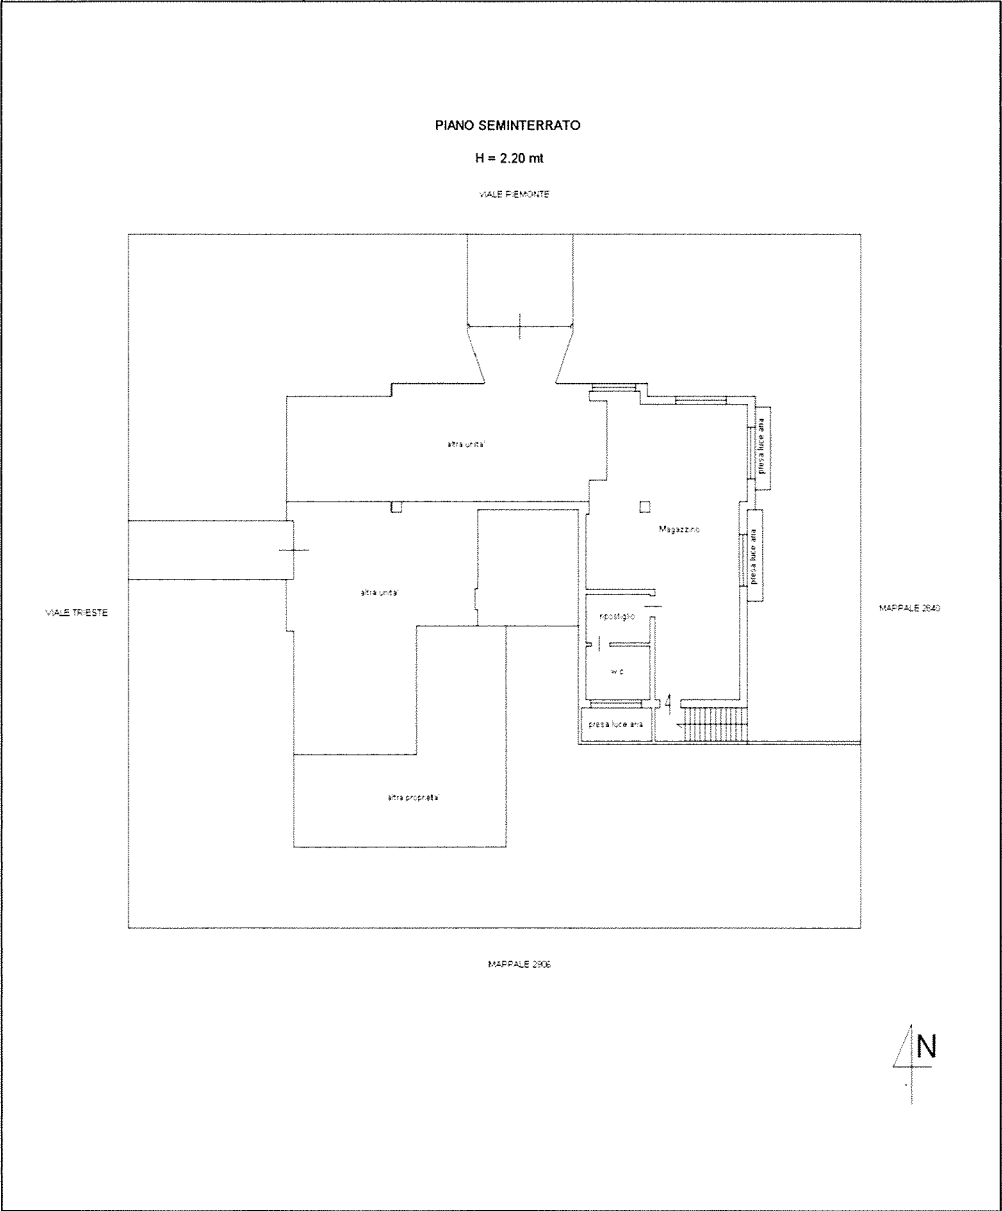 PIANO SEMINTERRATO
H = 2.20 mt
VIALE PIEMONTE
altra unita'
presa luce aria
Magazzino
presa luce aria
altra unita'
VIALE TRIESTE
ripostiglio
MAPPALE 2640
w.c.
presa luce aria
altra proprieta'
MAPPALE 2906
N